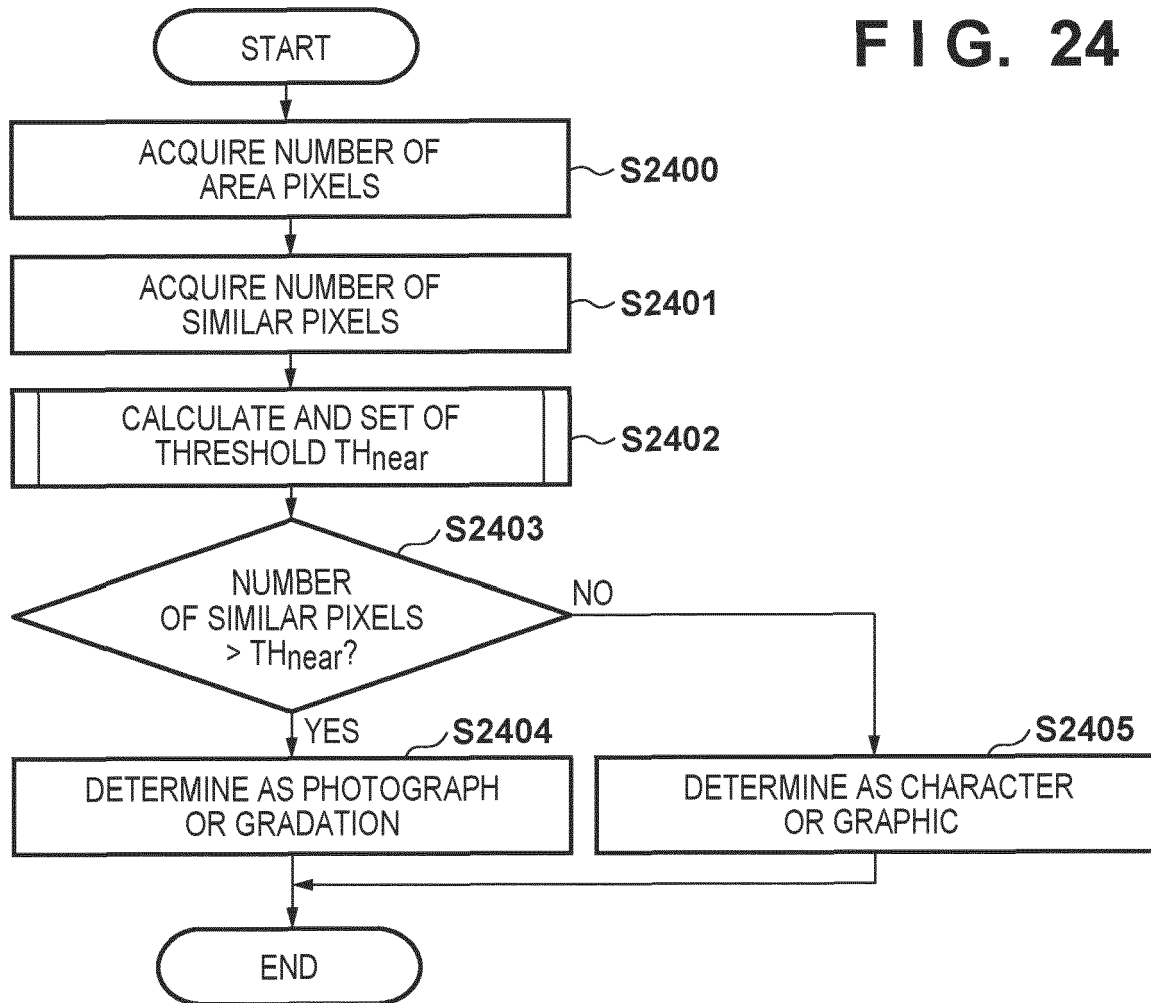 F I G. 24
START
ACQUIRE NUMBER OF
AREA PIXELS
S2400
ACQUIRE NUMBER OF
SIMILAR PIXELS
S2401
CALCULATE AND SET OF
THRESHOLD THnear
S2402
S2403
NUMBER
OF SIMILAR PIXELS
> THnear?
NO
YES
S2404
DETERMINE AS PHOTOGRAPH
OR GRADATION
S2405
DETERMINE AS CHARACTER
OR GRAPHIC
END